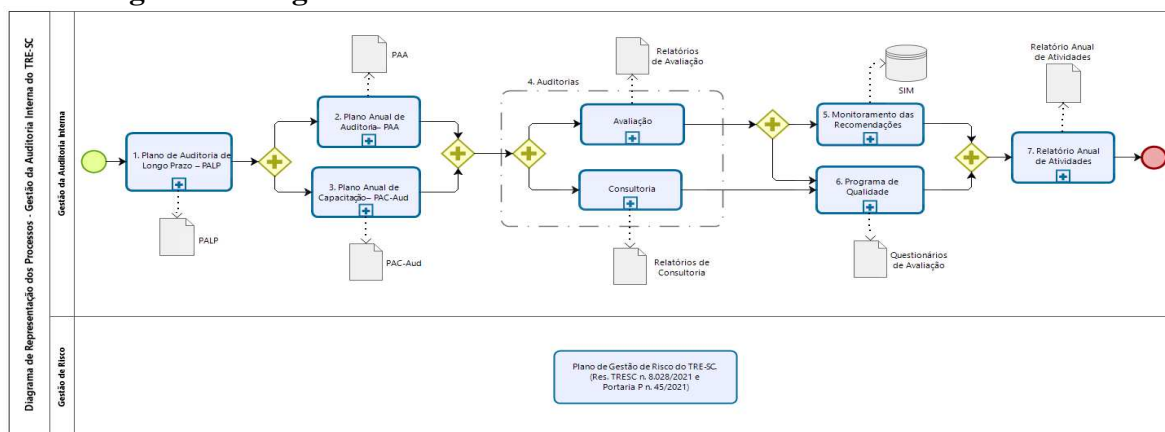 Diagrama de Representação dos Processos - Gestão da Auditoria Interna do TRE-SC
Gestão da Auditoria Interna
1. Plano de Auditoria de
Longo Prazo – PALP
PALP
2. Plano Anual de
Auditoria– PAA
PAA
3. Plano Anual de
Capacitação– PAC-Aud
PAC-Aud
4. Auditorias
Avaliação
Relatórios
de Avaliação
Consultoria
Relatórios de
Consultoria
5. Monitoramento das
Recomendações
SIM
6. Programa de
Qualidade
Questionários
de Avaliação
7. Relatório Anual
de Atividades
Relatório Anual
de Atividades
Gestão de Risco
Plano de Gestão de Risco do TRE-SC.
(Res. TRESC n. 8.028/2021 e
Portaria P n. 45/2021)